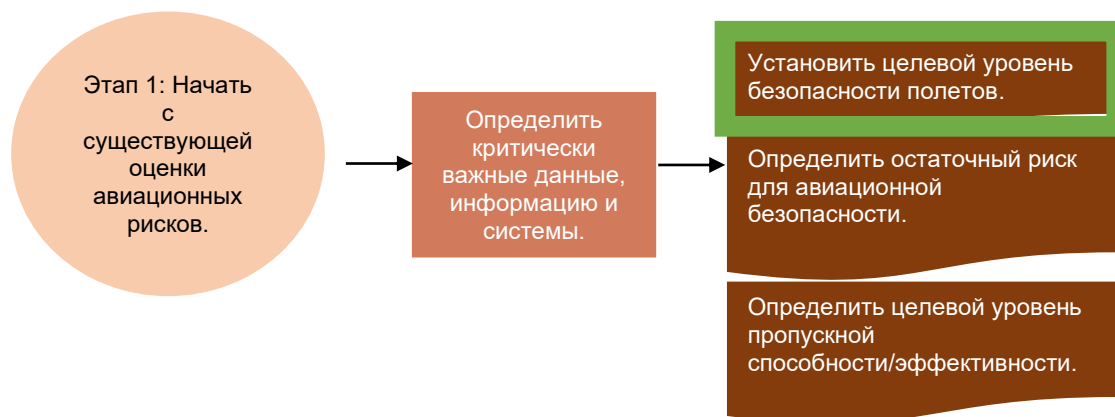 Этап 1: Начать
с
существующей
оценки
авиационных
рисков.
Определить
критически
важные данные,
информацию и
системы.
Установить целевой уровень
безопасности полетов.
Определить остаточный риск
для авиационной
безопасности.
Определить целевой уровень
пропускной
способности/эффективности.